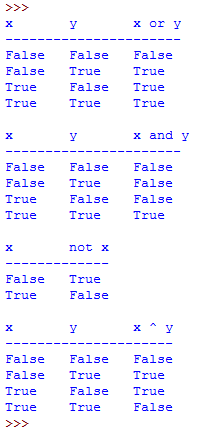 >>>
x       y       x or y
----------------------
False   False   False
False   True    True
True    False   True
True    True    True
x       y       x and y
----------------------
False   False   False
False   True    False
True    False   False
True    True    True
x       not x
-------------
False   True
True    False
x       y       x ^ y
---------------------
False   False   False
False   True    True
True    False   True
True    True    False
>>>